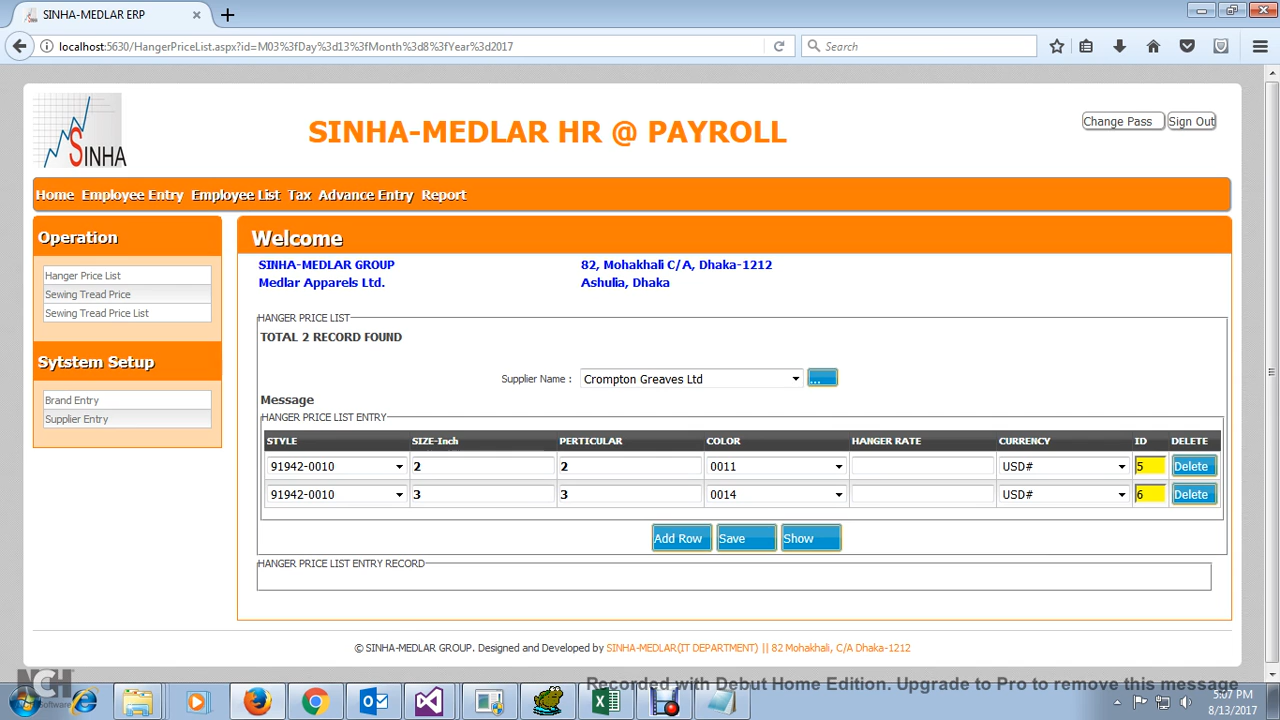 SINHA-MEDLAR ERP
localhost:5630/HangerPriceList.aspx?id=M03%3fDay%3d13%3fMonth%3d8%3fYear%3d2017
Search
SINHA
SINHA-MEDLAR HR @ PAYROLL
Change Pass Sign Out
Home Employee Entry Employee List Tax Advance Entry Report
Operation
Hanger Price List
Sewing Tread Price
Sewing Tread Price List
Sytstem Setup
Brand Entry
Supplier Entry
Welcome
SINHA-MEDLAR GROUP 82, Mohakhali C/A, Dhaka-1212
Medlar Apparels Ltd. Ashulia, Dhaka
HANGER PRICE LIST
TOTAL 2 RECORD FOUND
Supplier Name : Crompton Greaves Ltd ...
Message
HANGER PRICE LIST ENTRY
STYLE SIZE-Inch PERTICULAR COLOR HANGER RATE CURRENCY ID DELETE
91942-0010 2 2 0011 USD# 5 Delete
91942-0010 3 3 0014 USD# 6 Delete
Add Row Save Show
HANGER PRICE LIST ENTRY RECORD
© SINHA-MEDLAR GROUP. Designed and Developed by SINHA-MEDLAR(IT DEPARTMENT) || 82 Mohakhali, C/A Dhaka-1212
NCH Software
Recorded with Debut Home Edition. Upgrade to Pro to remove this message
5:07 PM
8/13/2017